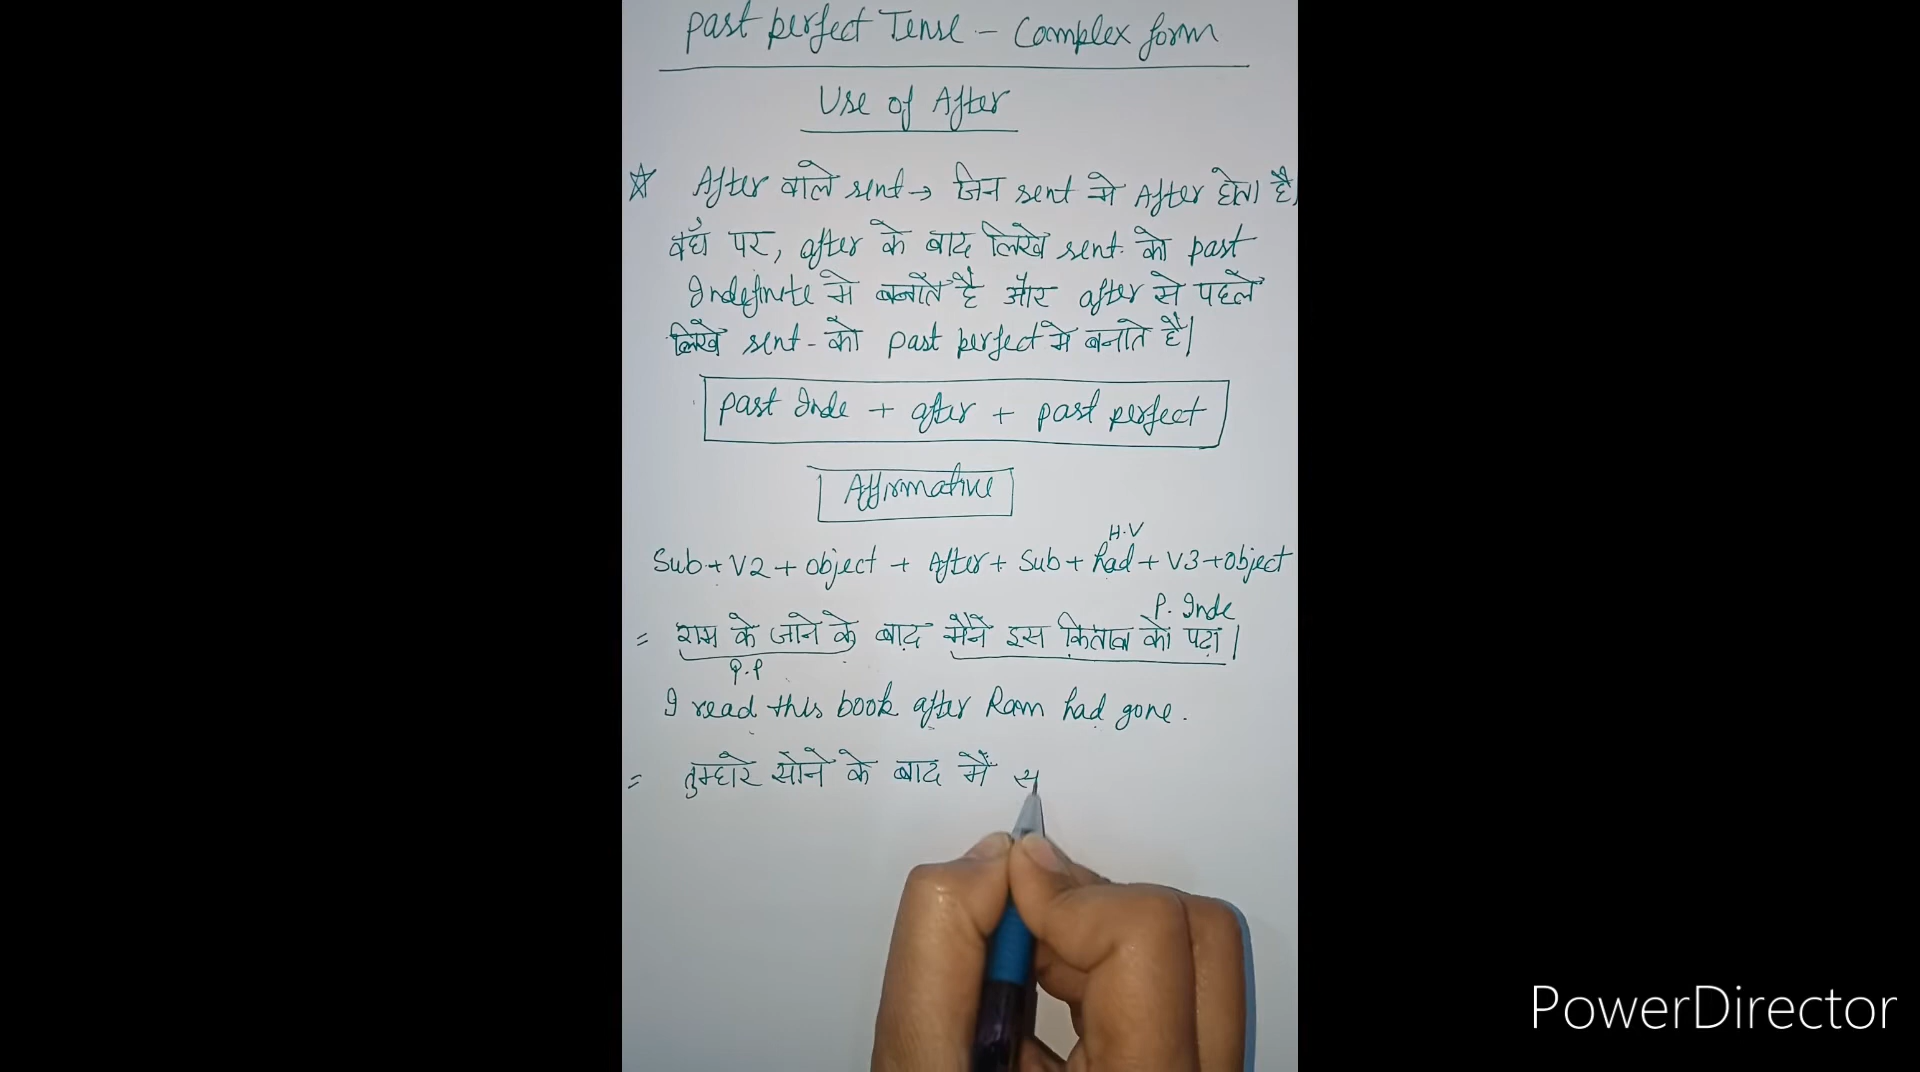 Past perfect Tense - Complex form
Use of After
☆ After वाले sent → जिन sent मे After होता है।
वहाँ पर, after के बाद लिखे sent. को past
Indefinite मे बनाते है और after से पहले
लिखे sent - को past perfect मे बनाते है।
past Inde + after + past perfect
Affirmative
H.V
Sub + V2 + object + After + Sub + had + V3 + object
P. Inde
= राम के जाने के बाद मैनें इस किताब को पढ़ा।
P.P
I read this book after Ram had gone.
= तुम्हारे सोने के बाद मैं
PowerDirector